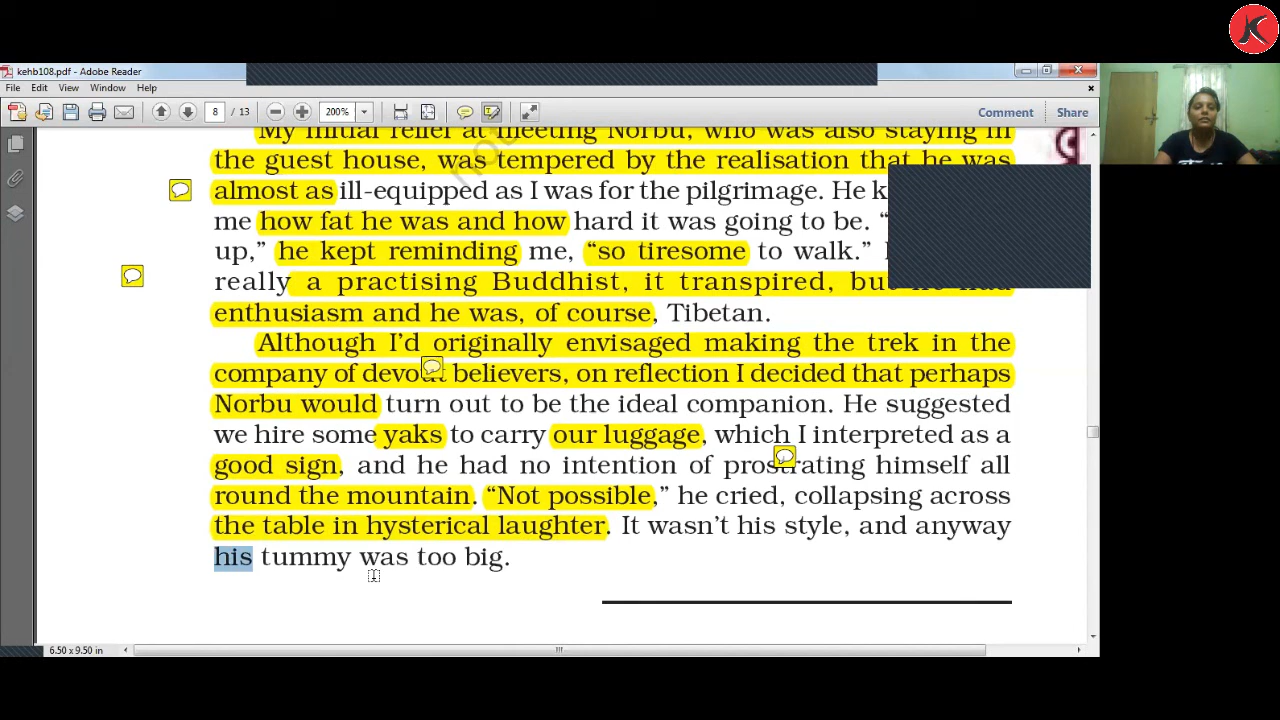 kehb108.pdf - Adobe Reader
File Edit View Window Help
8 / 13 200% Comment Share
My initial relief at meeting Norbu, who was also staying in
the guest house, was tempered by the realisation that he was
almost as ill-equipped as I was for the pilgrimage. He k
me how fat he was and how hard it was going to be. “
up,” he kept reminding me, “so tiresome to walk.”
really a practising Buddhist, it transpired, but he had
enthusiasm and he was, of course, Tibetan.
Although I’d originally envisaged making the trek in the
company of devout believers, on reflection I decided that perhaps
Norbu would turn out to be the ideal companion. He suggested
we hire some yaks to carry our luggage, which I interpreted as a
good sign, and he had no intention of prostrating himself all
round the mountain. “Not possible,” he cried, collapsing across
the table in hysterical laughter. It wasn’t his style, and anyway
his tummy was too big.
6.50 x 9.50 in